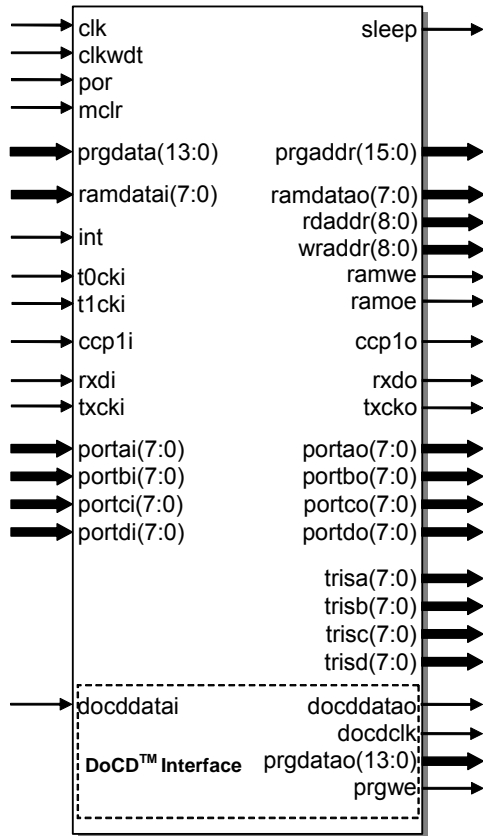 clk sleep
clkwdt
por
mclr
prgdata(13:0) prgaddr(15:0)
ramdatai(7:0) ramdatao(7:0)
rdaddr(8:0)
int wraddr(8:0)
t0cki ramwe
t1cki ramoe
ccp1i ccp1o
rxdi rxdo
txcki txcko
portai(7:0) portao(7:0)
portbi(7:0) portbo(7:0)
portci(7:0) portco(7:0)
portdi(7:0) portdo(7:0)
trisa(7:0)
trisb(7:0)
trisc(7:0)
trisd(7:0)
docddatai docddatao
docdclk
DoCD™ Interface prgdatao(13:0)
prgwe